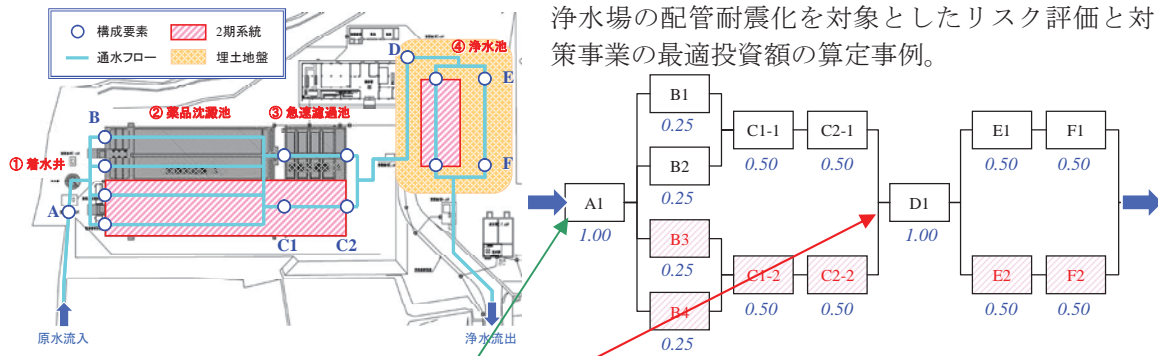 浄水場の配管耐震化を対象としたリスク評価と対
策事業の最適投資額の算定事例。
構成要素
2期系統
通水フロー
埋土地盤
D
④ 浄水池
E
B
② 薬品沈澱池
③ 急速濾過池
① 着水井
F
A
C1
C2
原水流入
浄水流出
B1
0.25
C1-1
0.50
C2-1
0.50
E1
0.50
F1
0.50
B2
0.25
A1
1.00
D1
1.00
B3
0.25
C1-2
0.50
C2-2
0.50
E2
0.50
F2
0.50
B4
0.25